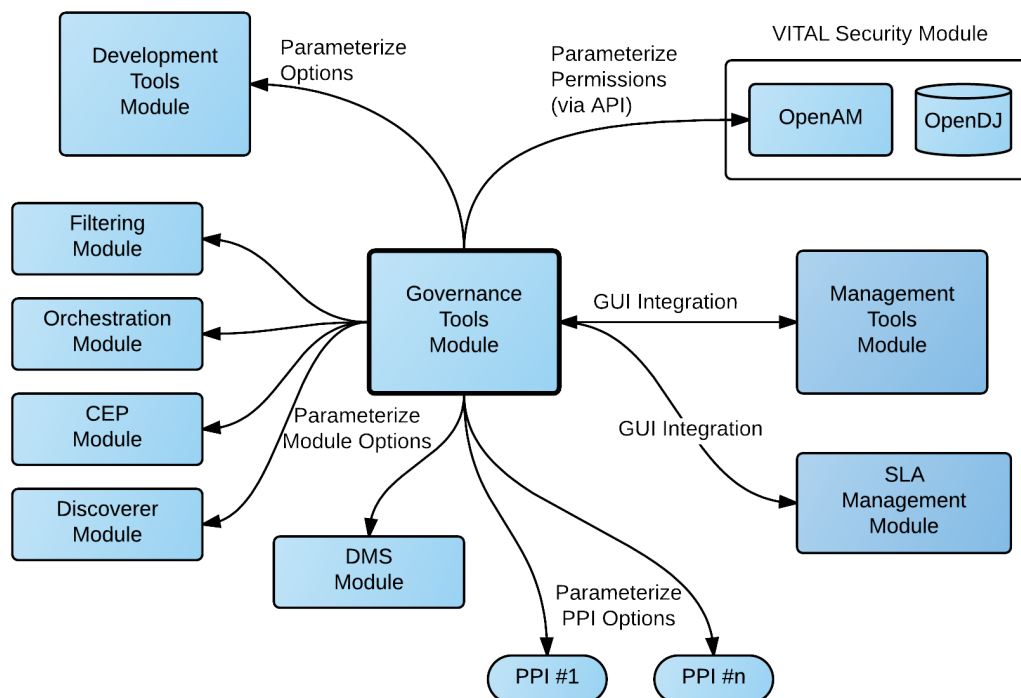 Development
Tools
Module
Parameterize
Options
Parameterize
Permissions
(via API)
VITAL Security Module
OpenAM
OpenDJ
Filtering
Module
Orchestration
Module
CEP
Module
Discoverer
Module
Governance
Tools
Module
GUI Integration
Management
Tools
Module
GUI Integration
SLA
Management
Module
Parameterize
Module Options
DMS
Module
Parameterize
PPI Options
PPI #1
PPI #n